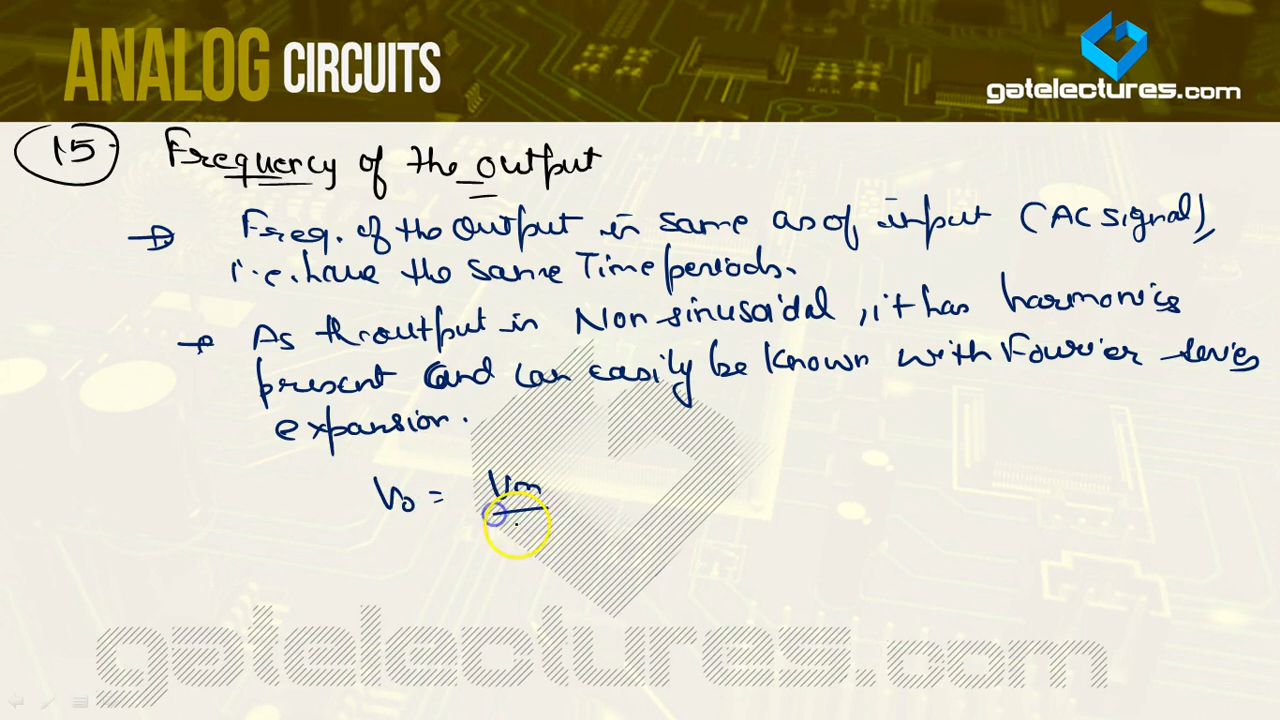 ANALOG CIRCUITS
gatelectures.com
15 Frequency of the output
→ Freq. of the output is same as of input (AC signal),
i.e. have the same Time periods.
→ As the output is Non sinusoidal, it has harmonics
present and can easily be known with Fourier series
expansion.
Vo = Vm
gatelectures.com